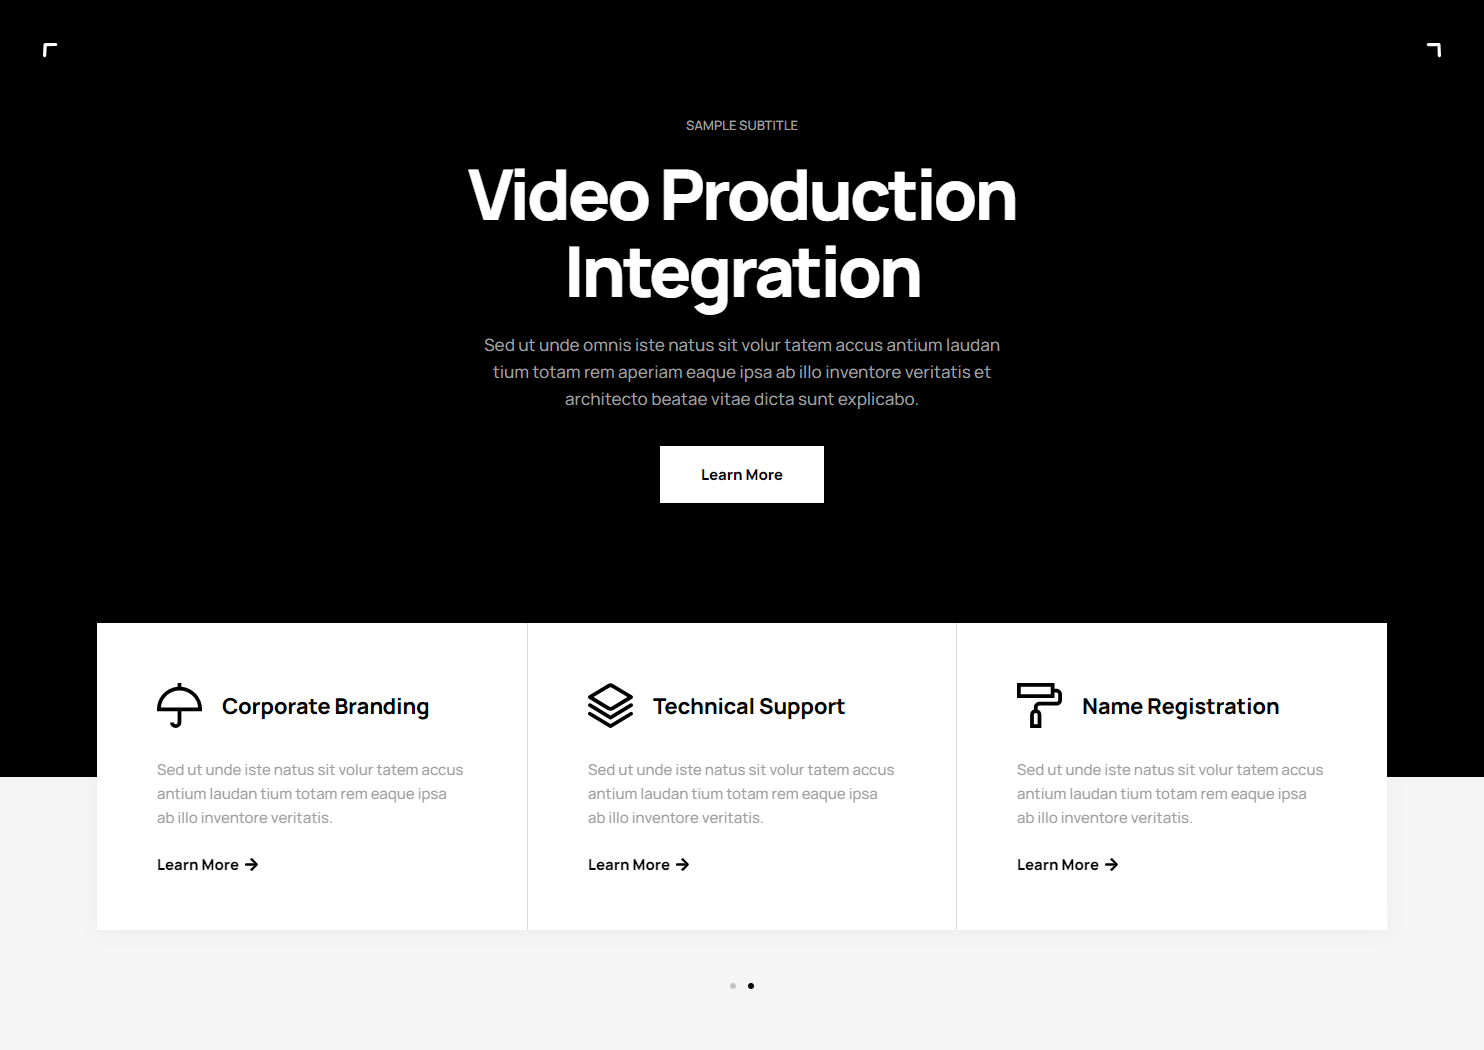 SAMPLE SUBTITLE
Video Production
Integration
Sed ut unde omnis iste natus sit volur tatem accus antium laudan
tium totam rem aperiam eaque ipsa ab illo inventore veritatis et
architecto beatae vitae dicta sunt explicabo.
Learn More
Corporate Branding
Sed ut unde iste natus sit volur tatem accus
antium laudan tium totam rem eaque ipsa
ab illo inventore veritatis.
Learn More
Technical Support
Sed ut unde iste natus sit volur tatem accus
antium laudan tium totam rem eaque ipsa
ab illo inventore veritatis.
Learn More
Name Registration
Sed ut unde iste natus sit volur tatem accus
antium laudan tium totam rem eaque ipsa
ab illo inventore veritatis.
Learn More